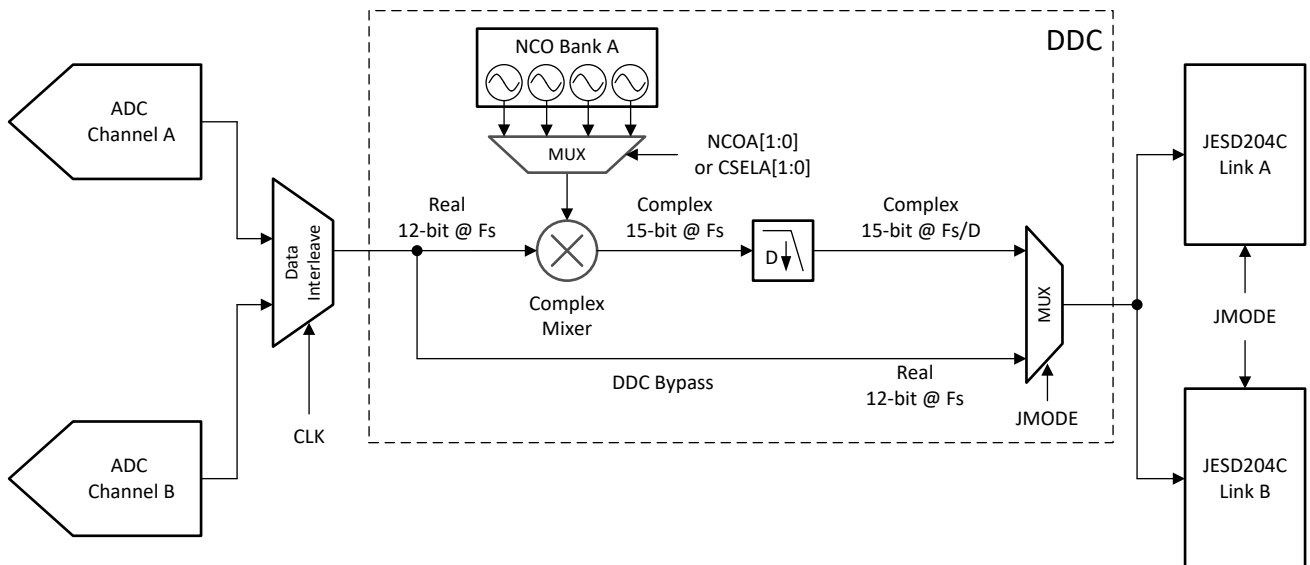 DDC
NCO Bank A
ADC
Channel A
MUX
NCOA[1:0]
or CSELA[1:0]
JESD204C
Link A
Real
12-bit @ Fs
Complex
15-bit @ Fs
Complex
15-bit @ Fs/D
Data
Interleave
D
Complex
Mixer
MUX
JMODE
DDC Bypass
Real
12-bit @ Fs
JMODE
CLK
ADC
Channel B
JESD204C
Link B